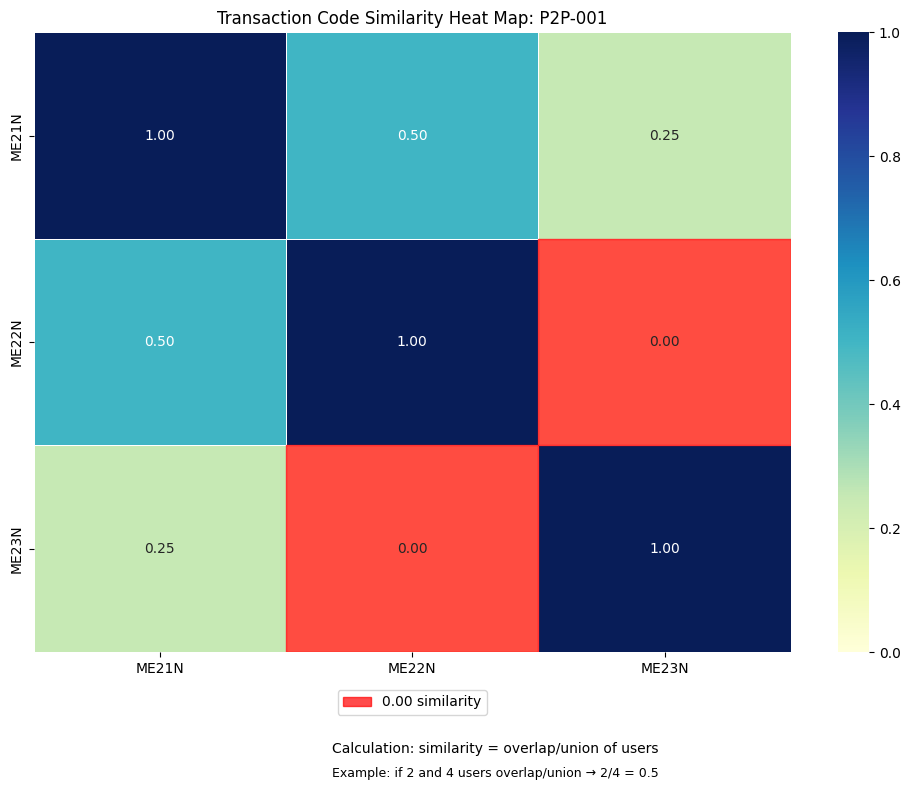 Transaction Code Similarity Heat Map: P2P-001
1.0
ME21N
1.00
0.50
0.25
0.8
0.6
ME22N
0.50
1.00
0.00
0.4
ME23N
0.25
0.00
1.00
0.2
0.0
ME21N
ME22N
ME23N
0.00 similarity
Calculation: similarity = overlap/union of users
Example: if 2 and 4 users overlap/union → 2/4 = 0.5